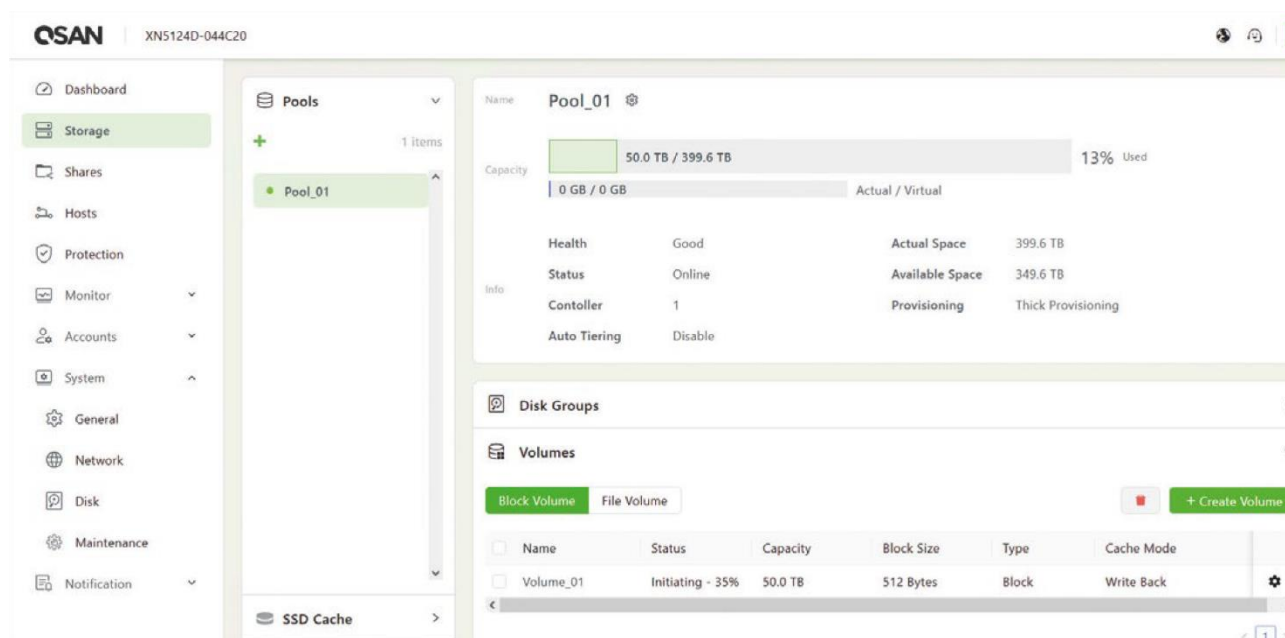 QSAN XN5124D-044C20
Dashboard
Storage
Shares
Hosts
Protection
Monitor
Accounts
System
General
Network
Disk
Maintenance
Notification
Pools
1 items
Pool_01
SSD Cache
Name Pool_01
Capacity 50.0 TB / 399.6 TB 13% Used
0 GB / 0 GB Actual / Virtual
Info
Health Good Actual Space 399.6 TB
Status Online Available Space 349.6 TB
Contoller 1 Provisioning Thick Provisioning
Auto Tiering Disable
Disk Groups
Volumes
Block Volume File Volume + Create Volume
Name Status Capacity Block Size Type Cache Mode
Volume_01 Initiating - 35% 50.0 TB 512 Bytes Block Write Back
1